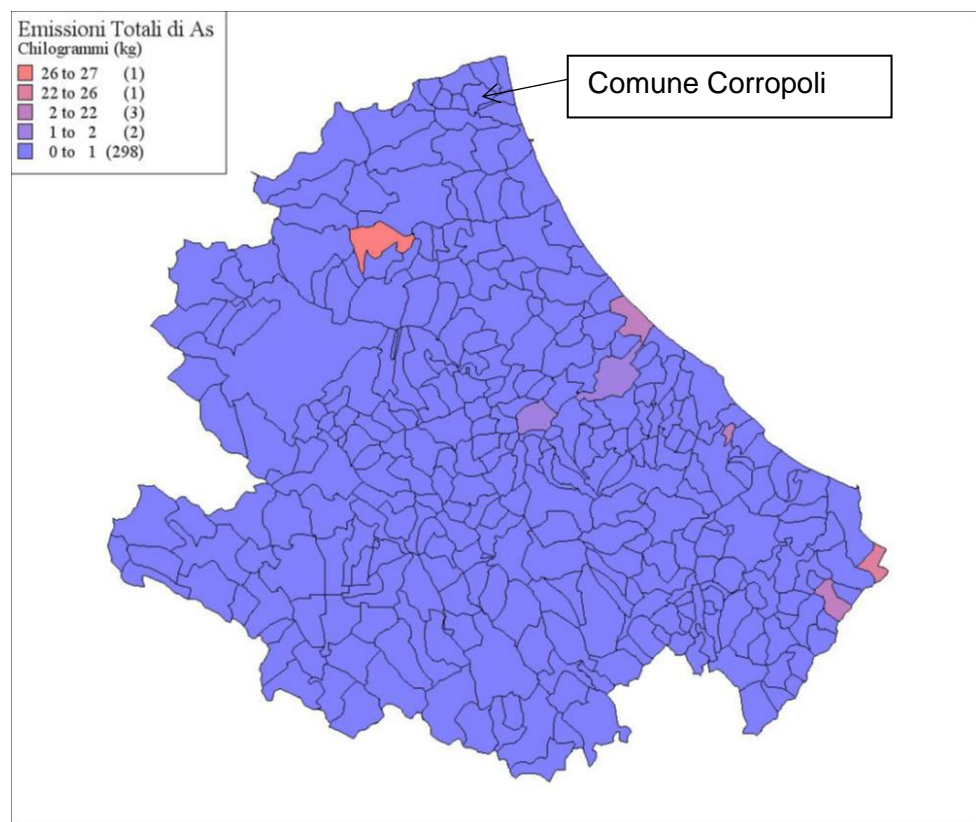 Emissioni Totali di As
Chilogrammi (kg)
26 to 27 (1)
22 to 26 (1)
2 to 22 (3)
1 to 2 (2)
0 to 1 (298)
Comune Corropoli